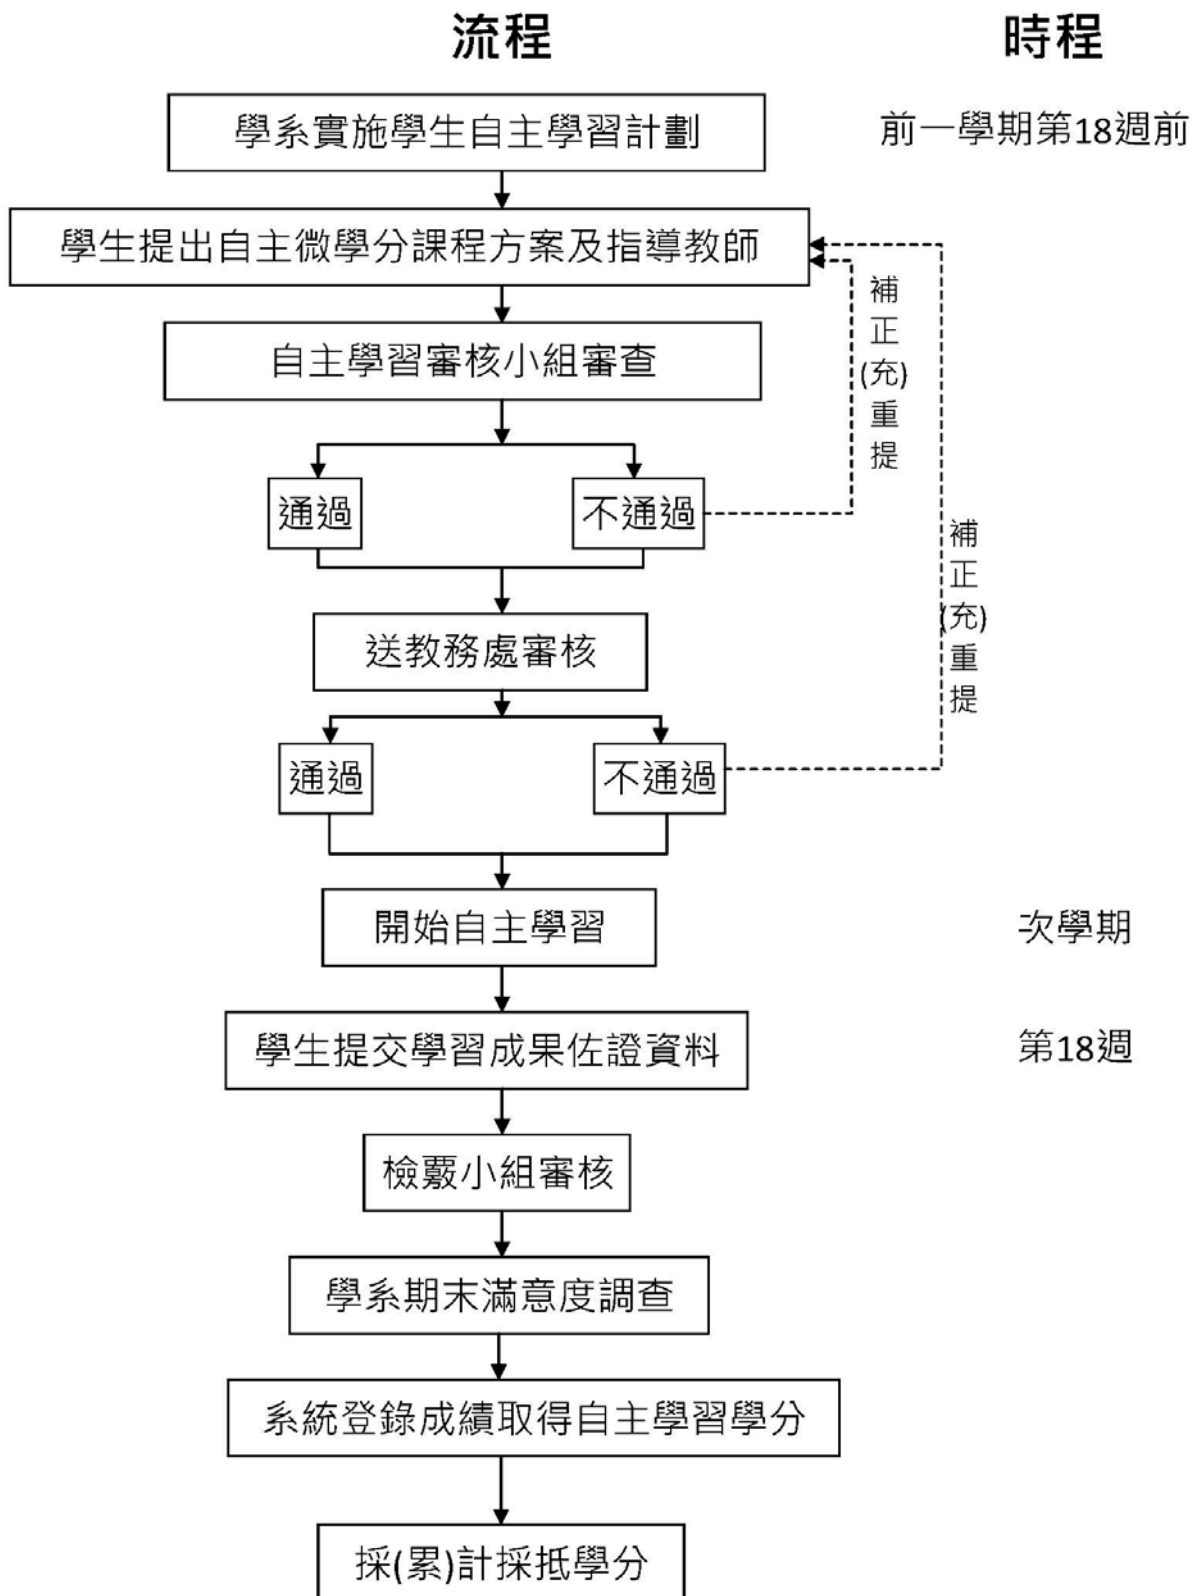 流程
時程
學系實施學生自主學習計劃
前一學期第18週前
學生提出自主微學分課程方案及指導教師
補正(充)重提
自主學習審核小組審查
通過
不通過
補正(充)重提
送教務處審核
通過
不通過
開始自主學習
次學期
學生提交學習成果佐證資料
第18週
檢覈小組審核
學系期末滿意度調查
系統登錄成績取得自主學習學分
採(累)計採抵學分